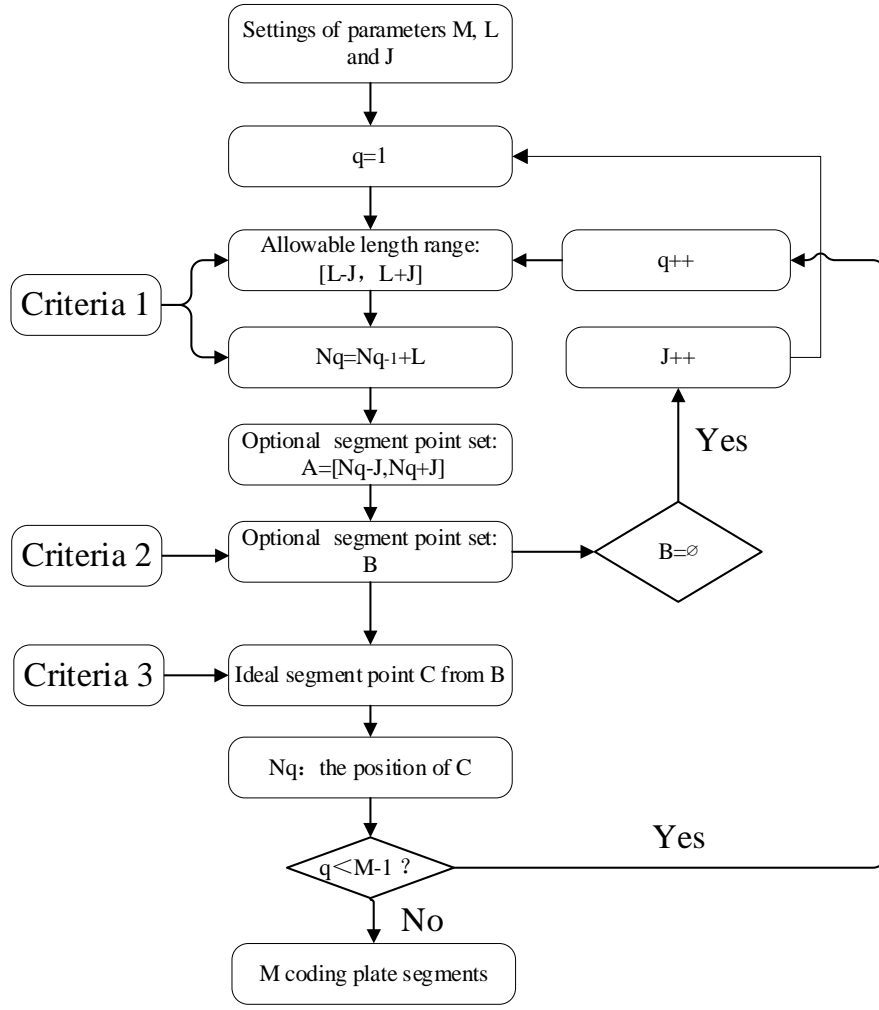 Settings of parameters M, L
and J
q=1
Allowable length range:
[L-J，L+J]
q++
Criteria 1
Nq=Nq-1+L
J++
Yes
Optional segment point set:
A=[Nq-J,Nq+J]
Criteria 2
Optional segment point set:
B
B=∅
Criteria 3
Ideal segment point C from B
Nq：the position of C
Yes
q＜M-1？
No
M coding plate segments